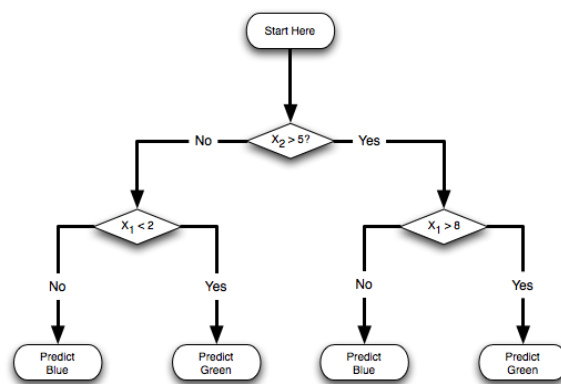 Start Here
No
X₂ > 5?
Yes
X₁ < 2
X₁ > 8
No
Yes
No
Yes
Predict
Blue
Predict
Green
Predict
Blue
Predict
Green